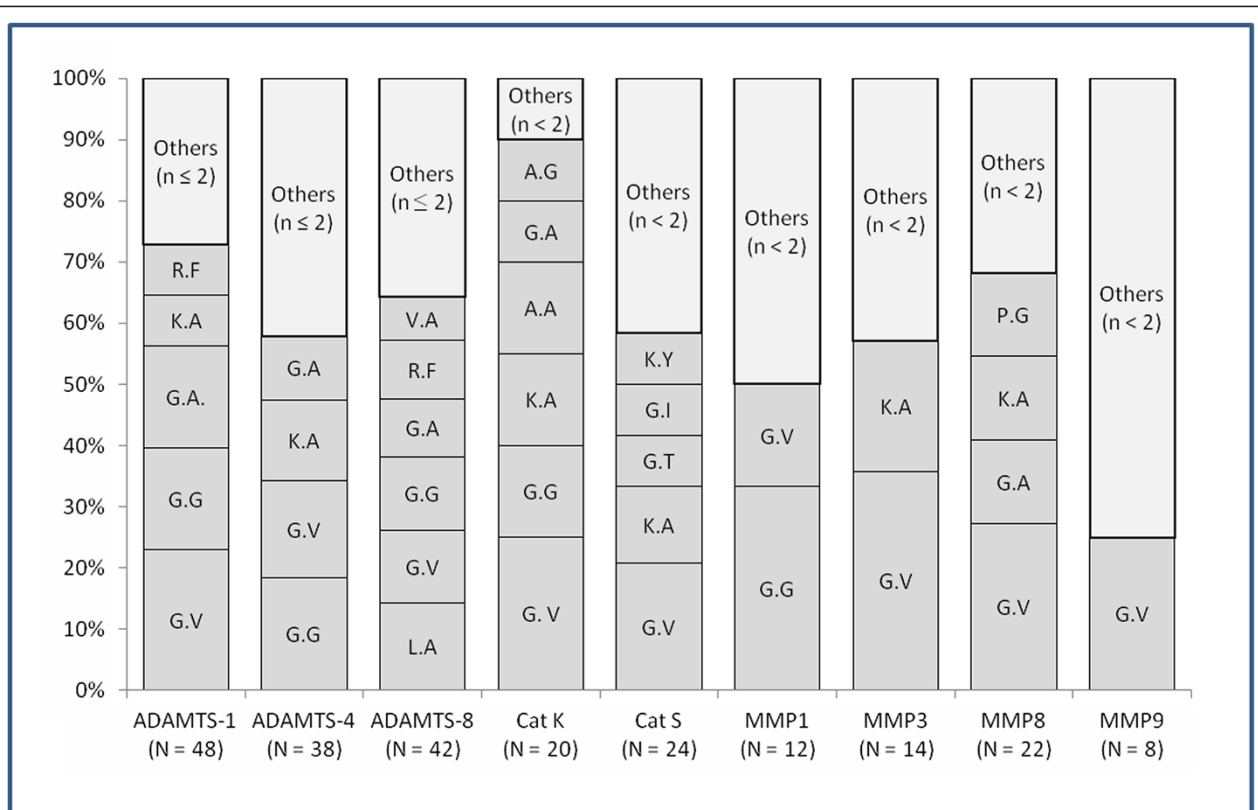 100%
90%
80%
70%
60%
50%
40%
30%
20%
10%
0%
Others
(n ≤ 2)
R.F
K.A
G.A.
G.G
G.V
Others
(n ≤ 2)
G.A
K.A
G.V
G.G
Others
(n ≤ 2)
V.A
R.F
G.A
G.G
G.V
L.A
Others
(n < 2)
A.G
G.A
A.A
K.A
G.G
G. V
Others
(n < 2)
K.Y
G.I
G.T
K.A
G.V
Others
(n < 2)
G.V
G.G
Others
(n < 2)
K.A
G.V
Others
(n < 2)
P.G
K.A
G.A
G.V
Others
(n < 2)
G.V
ADAMTS-1 ADAMTS-4 ADAMTS-8 Cat K Cat S MMP1 MMP3 MMP8 MMP9
(N = 48) (N = 38) (N = 42) (N = 20) (N = 24) (N = 12) (N = 14) (N = 22) (N = 8)